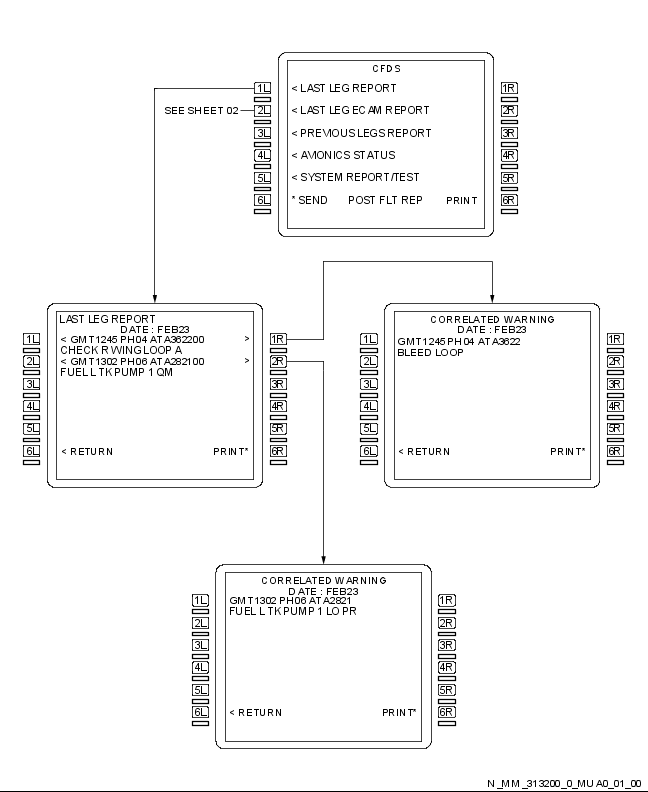 CFDS
1L < LAST LEG REPORT 1R
SEE SHEET 02 2L < LAST LEG ECAM REPORT 2R
3L < PREVIOUS LEGS REPORT 3R
4L < AVIONICS STATUS 4R
5L < SYSTEM REPORT/TEST 5R
6L * SEND POST FLT REP PRINT 6R
LAST LEG REPORT
DATE : FEB23
1L < GMT1245 PH04 ATA362200 > 1R
CHECK R WING LOOP A
2L < GMT1302 PH06 ATA282100 > 2R
FUEL L TK PUMP 1 QM
3L 3R
4L 4R
5L 5R
6L < RETURN PRINT* 6R
CORRELATED WARNING
DATE : FEB23
1L GMT1245 PH04 ATA3622 1R
BLEED LOOP
2L 2R
3L 3R
4L 4R
5L 5R
6L < RETURN PRINT* 6R
CORRELATED WARNING
DATE : FEB23
1L GMT1302 PH06 ATA2821 1R
FUEL L TK PUMP 1 LO PR
2L 2R
3L 3R
4L 4R
5L 5R
6L < RETURN PRINT* 6R
N_MM_313200_0_MUA0_01_00